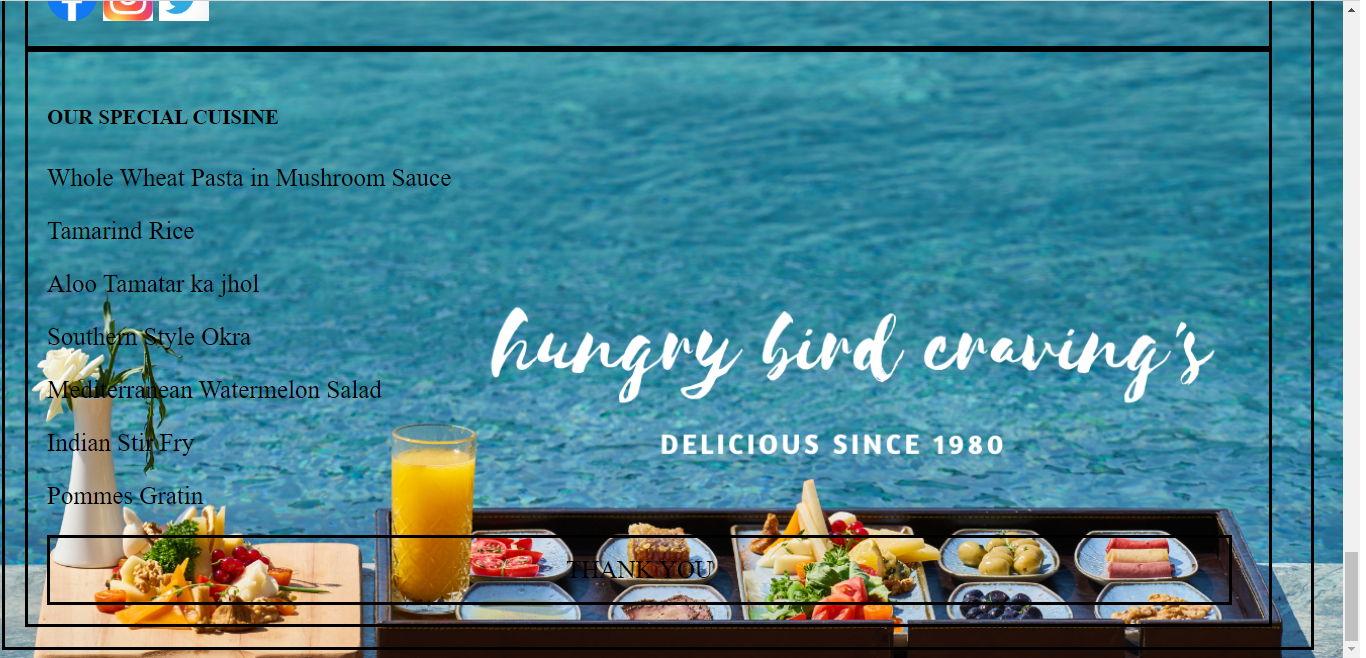 OUR SPECIAL CUISINE
Whole Wheat Pasta in Mushroom Sauce
Tamarind Rice
Aloo Tamatar ka jhol
Southern Style Okra
Mediterranean Watermelon Salad
Indian Stir Fry
Pommes Gratin
hungry bird craving's
DELICIOUS SINCE 1980
THANK YOU